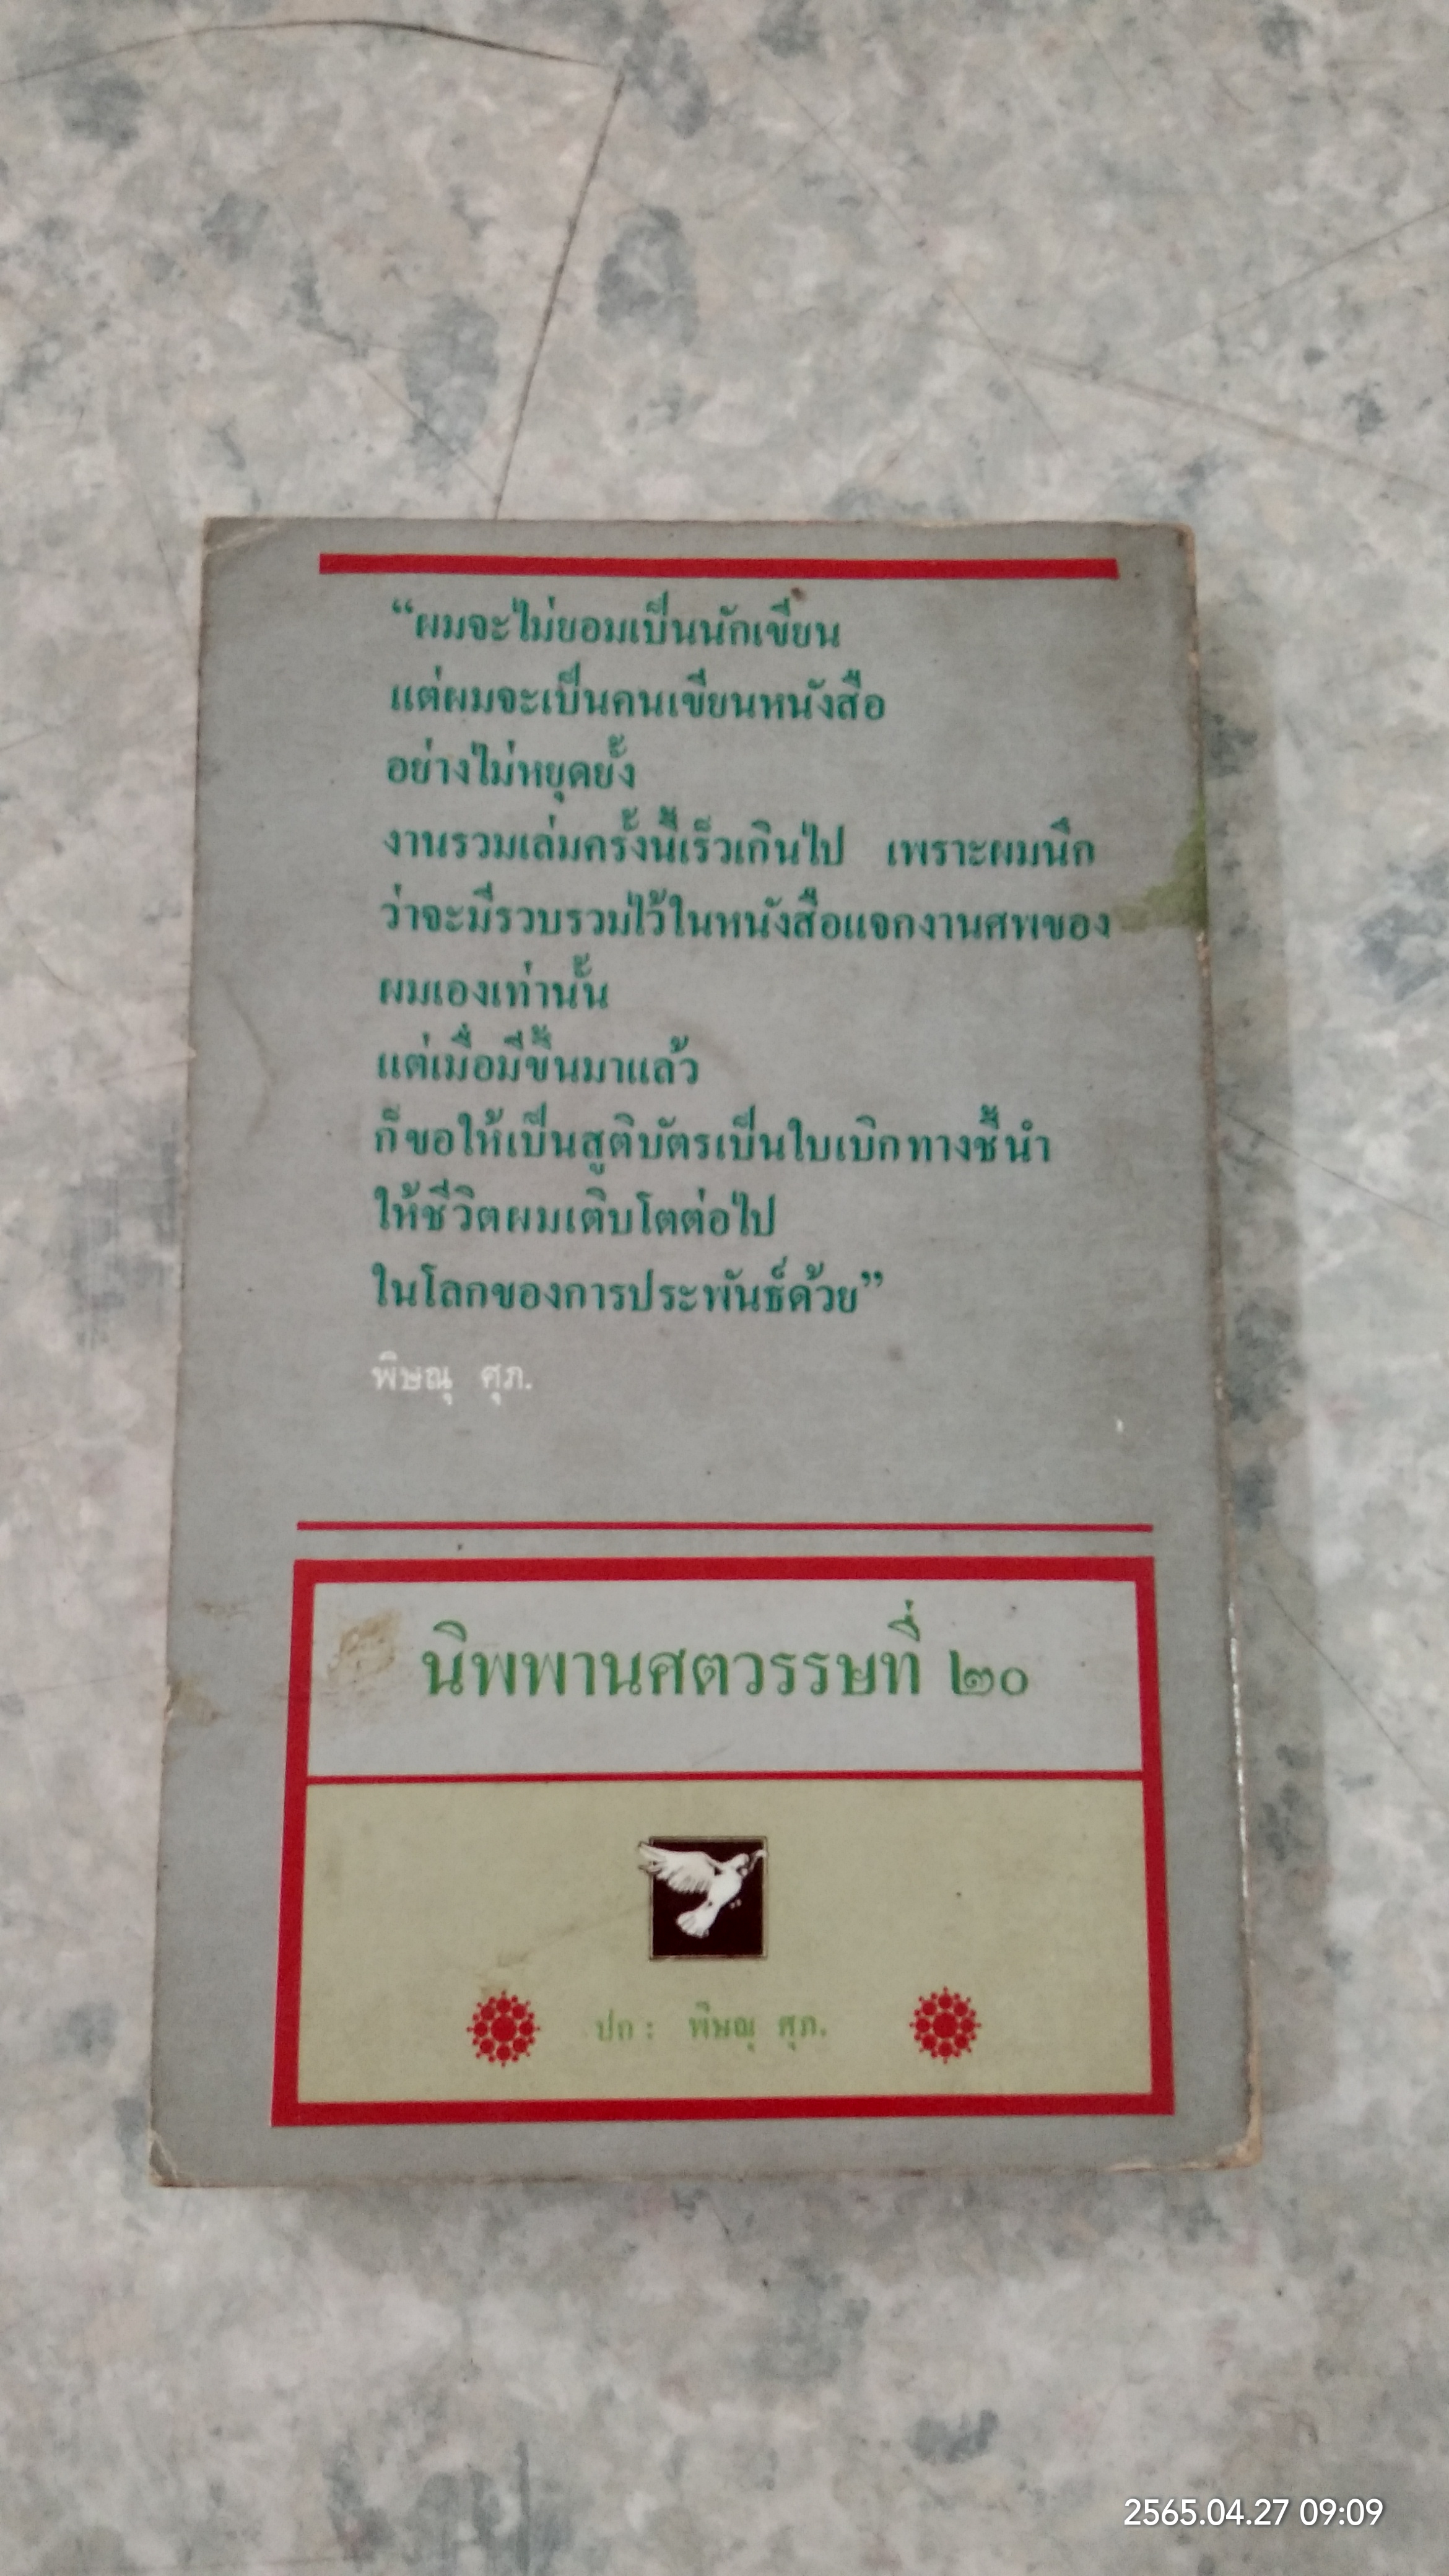 “ผมจะไม่ยอมเป็นนักเขียน
แต่ผมจะเป็นคนเขียนหนังสือ
อย่างไม่หยุดยั้ง
งานรวมเล่มครั้งนี้เร็วเกินไป เพราะผมนึก
ว่าจะมีรวบรวมไว้ในหนังสือแจกงานศพของ
ผมเองเท่านั้น
แต่เมื่อมีขึ้นมาแล้ว
ก็ขอให้เป็นสูติบัตรเป็นใบเบิกทางชี้นำ
ให้ชีวิตผมเติบโตต่อไป
ในโลกของการประพันธ์ด้วย”
พิษณุ ศุภ.
นิพพานศตวรรษที่ ๒๐
ปก : พิษณุ ศุภ.
2565.04.27 09:09